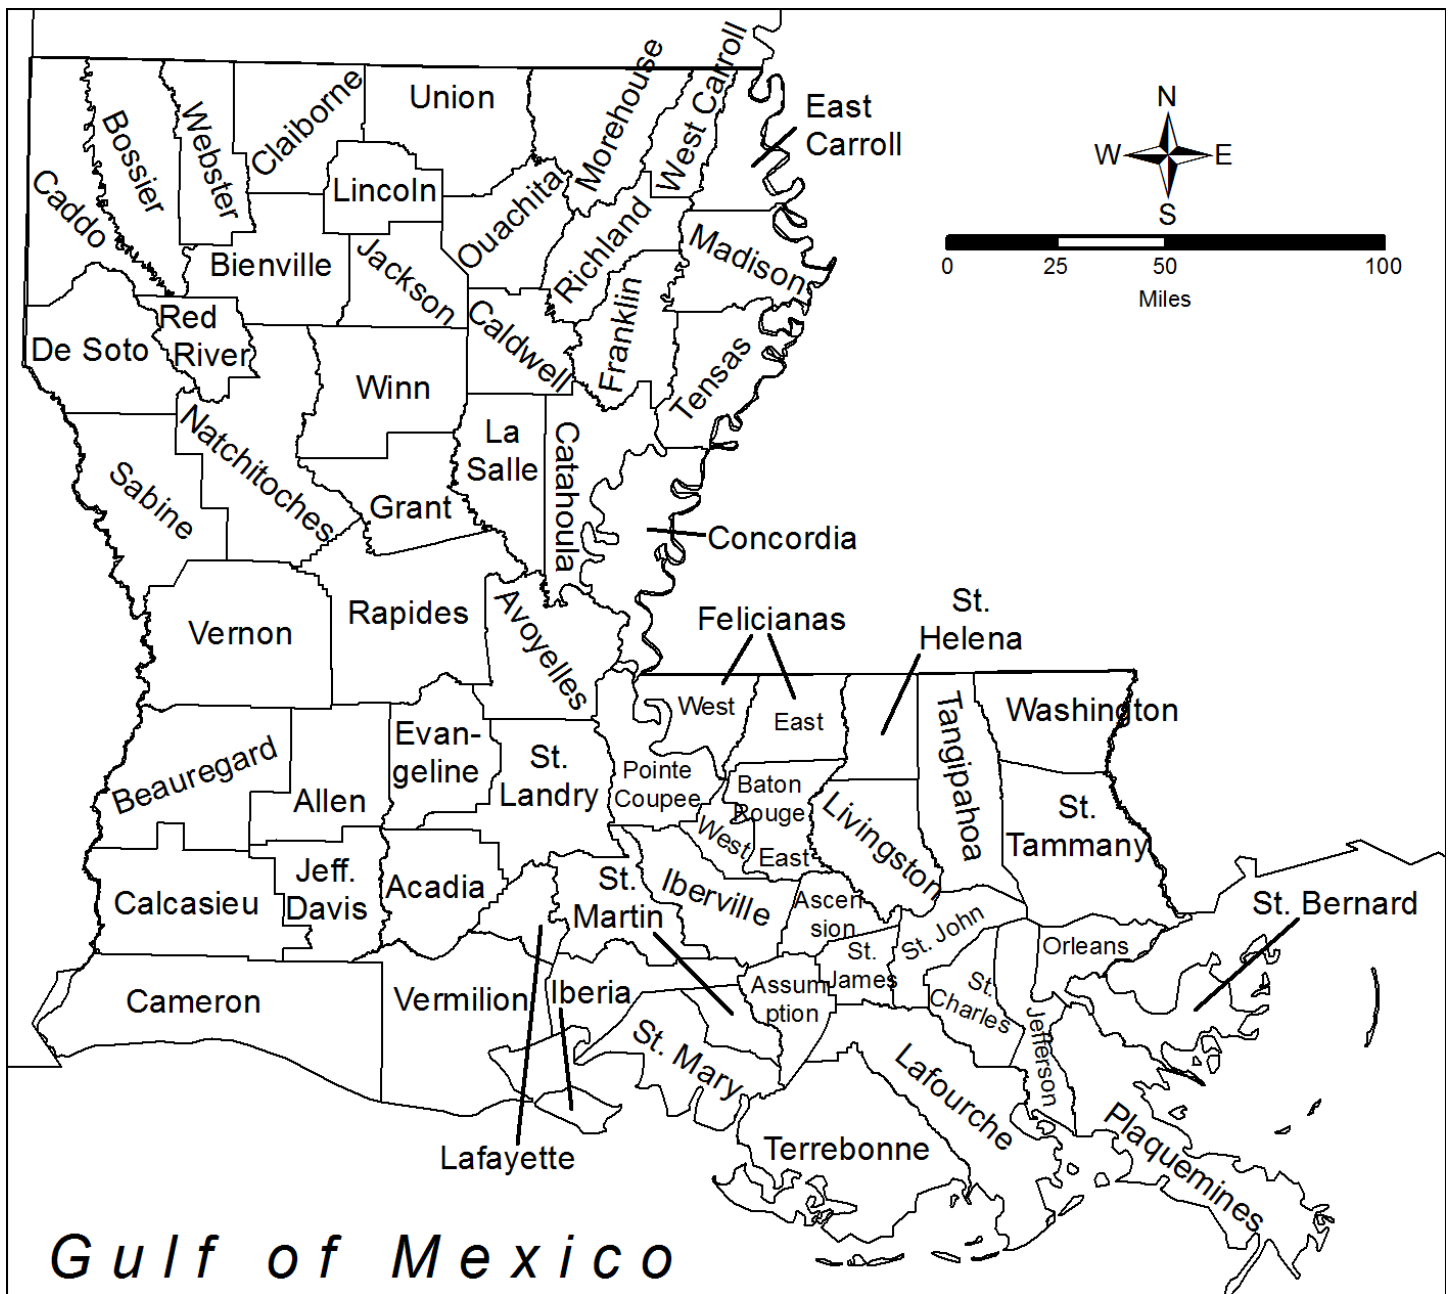 Union
Claiborne
Morehouse
West Carroll
East
Carroll
N
W
E
S
Bossier
Webster
Caddo
Lincoln
Ouachita
Richland
Madison
Bienville
Jackson
0
25
50
100
Miles
Red
River
De Soto
Caldwell
Franklin
Tensas
Winn
Natchitoches
La
Salle
Catahoula
Sabine
Grant
Concordia
Rapides
Vernon
Avoyelles
Felicianas
St.
Helena
West
East
Tangipahoa
Washington
Evan-
geline
Beauregard
Allen
St.
Landry
Pointe
Coupee
Baton
Rouge
West
East
Livingston
St.
Tammany
Calcasieu
Jeff.
Davis
Acadia
St.
Martin
Iberville
Ascen
sion
St. John
St. Bernard
Orleans
St.
James
Cameron
Vermilion
Iberia
Assum
ption
St.
Charles
Jefferson
St. Mary
Lafourche
Lafayette
Terrebonne
Plaquemines
Gulf of Mexico